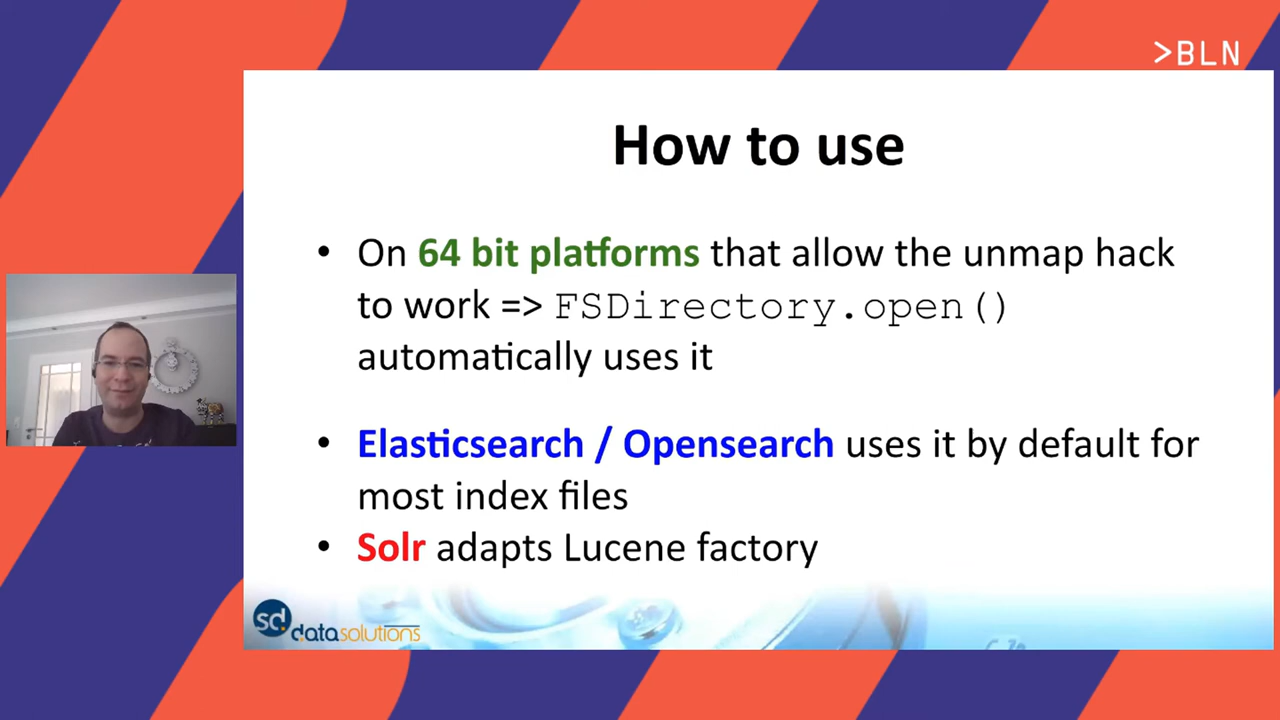 >BLN
How to use
• On 64 bit platforms that allow the unmap hack
to work => FSDirectory.open()
automatically uses it
• Elasticsearch / Opensearch uses it by default for
most index files
• Solr adapts Lucene factory
sd.datasolutions